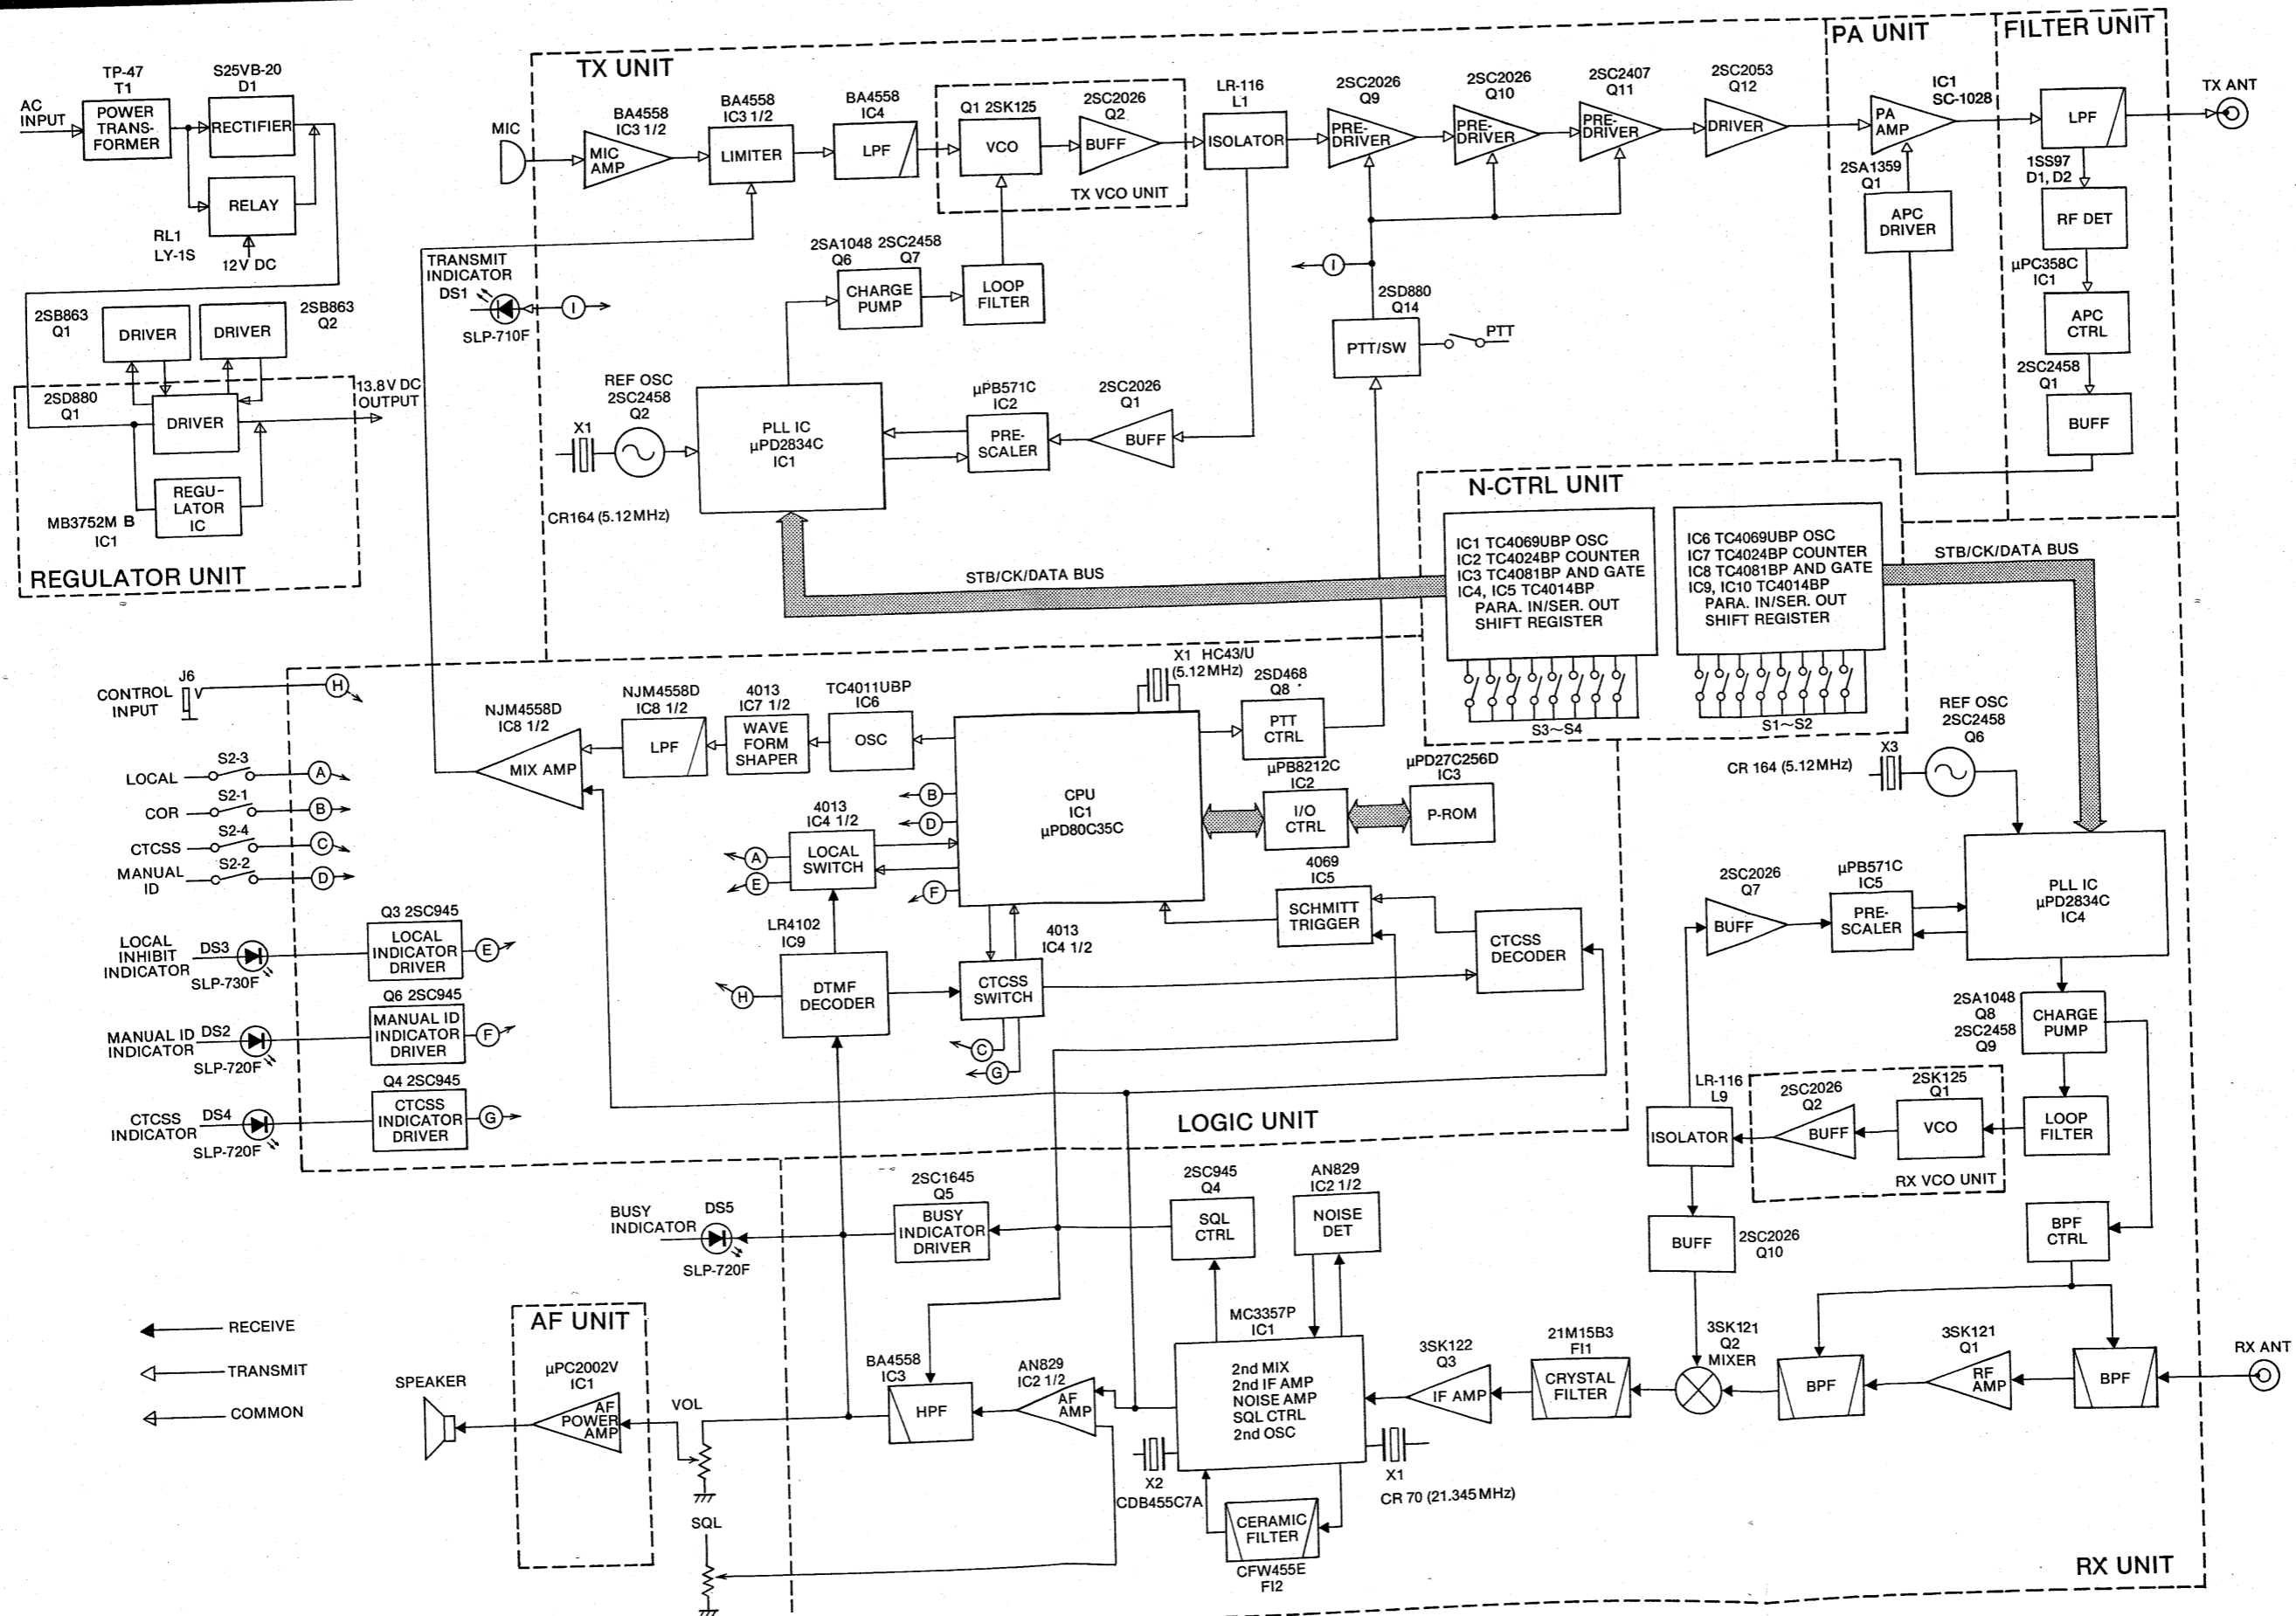 TX UNIT
PA UNIT
FILTER UNIT
AC
INPUT
TP-47
T1
POWER
TRANS-
FORMER
S25VB-20
D1
RECTIFIER
RELAY
RL1
LY-1S
12V DC
2SB863
Q1
DRIVER
DRIVER
2SB863
Q2
2SD880
Q1
DRIVER
13.8V DC
OUTPUT
REGU-
LATOR
IC
MB3752M B
IC1
REGULATOR UNIT
MIC
BA4558
IC3 1/2
MIC
AMP
BA4558
IC3 1/2
LIMITER
BA4558
IC4
LPF
Q1 2SK125
VCO
2SC2026
Q2
BUFF
TX VCO UNIT
LR-116
L1
ISOLATOR
2SC2026
Q9
PRE-
DRIVER
2SC2026
Q10
PRE-
DRIVER
2SC2407
Q11
PRE-
DRIVER
2SC2053
Q12
DRIVER
IC1
SC-1028
PA
AMP
2SA1359
Q1
APC
DRIVER
LPF
TX ANT
1SS97
D1, D2
RF DET
µPC358C
IC1
APC
CTRL
2SC2458
Q1
BUFF
TRANSMIT
INDICATOR
DS1
SLP-710F
I
2SA1048 2SC2458
Q6 Q7
CHARGE
PUMP
LOOP
FILTER
I
2SD880
Q14
PTT/SW
PTT
REF OSC
2SC2458
Q2
X1
CR164 (5.12MHz)
PLL IC
µPD2834C
IC1
µPB571C
IC2
PRE-
SCALER
2SC2026
Q1
BUFF
STB/CK/DATA BUS
N-CTRL UNIT
IC1 TC4069UBP OSC
IC2 TC4024BP COUNTER
IC3 TC4081BP AND GATE
IC4, IC5 TC4014BP
PARA. IN/SER. OUT
SHIFT REGISTER
S3~S4
IC6 TC4069UBP OSC
IC7 TC4024BP COUNTER
IC8 TC4081BP AND GATE
IC9, IC10 TC4014BP
PARA. IN/SER. OUT
SHIFT REGISTER
S1~S2
STB/CK/DATA BUS
CONTROL
INPUT
J6
H
LOCAL
S2-3
A
COR
S2-1
B
CTCSS
S2-4
C
MANUAL
ID
S2-2
D
LOCAL
INHIBIT
INDICATOR
DS3
SLP-730F
Q3 2SC945
LOCAL
INDICATOR
DRIVER
E
MANUAL ID
INDICATOR
DS2
SLP-720F
Q6 2SC945
MANUAL ID
INDICATOR
DRIVER
F
CTCSS
INDICATOR
DS4
SLP-720F
Q4 2SC945
CTCSS
INDICATOR
DRIVER
G
NJM4558D
IC8 1/2
MIX AMP
NJM4558D
IC8 1/2
LPF
4013
IC7 1/2
WAVE
FORM
SHAPER
TC4011UBP
IC6
OSC
X1 HC43/U
(5.12MHz)
2SD468
Q8
PTT
CTRL
CPU
IC1
µPD80C35C
B
D
F
µPB8212C
IC2
I/O
CTRL
µPD27C256D
IC3
P-ROM
4013
IC4 1/2
LOCAL
SWITCH
A
E
LR4102
IC9
DTMF
DECODER
H
4013
IC4 1/2
CTCSS
SWITCH
C
G
4069
IC5
SCHMITT
TRIGGER
CTCSS
DECODER
LOGIC UNIT
REF OSC
2SC2458
Q6
X3
CR 164 (5.12MHz)
PLL IC
µPD2834C
IC4
µPB571C
IC5
PRE-
SCALER
2SC2026
Q7
BUFF
2SA1048
Q8
2SC2458
Q9
CHARGE
PUMP
LOOP
FILTER
2SK125
Q1
VCO
2SC2026
Q2
BUFF
RX VCO UNIT
LR-116
L9
ISOLATOR
BUFF
2SC2026
Q10
BPF
CTRL
BUSY
INDICATOR
DS5
SLP-720F
2SC1645
Q5
BUSY
INDICATOR
DRIVER
2SC945
Q4
SQL
CTRL
AN829
IC2 1/2
NOISE
DET
RECEIVE
TRANSMIT
COMMON
AF UNIT
SPEAKER
µPC2002V
IC1
AF
POWER
AMP
VOL
SQL
BA4558
IC3
HPF
AN829
IC2 1/2
AF
AMP
MC3357P
IC1
2nd MIX
2nd IF AMP
NOISE AMP
SQL CTRL
2nd OSC
X2
CDB455C7A
X1
CR 70 (21.345MHz)
CERAMIC
FILTER
CFW455E
FI2
3SK122
Q3
IF AMP
21M15B3
FI1
CRYSTAL
FILTER
3SK121
Q2
MIXER
BPF
3SK121
Q1
RF
AMP
BPF
RX ANT
RX UNIT